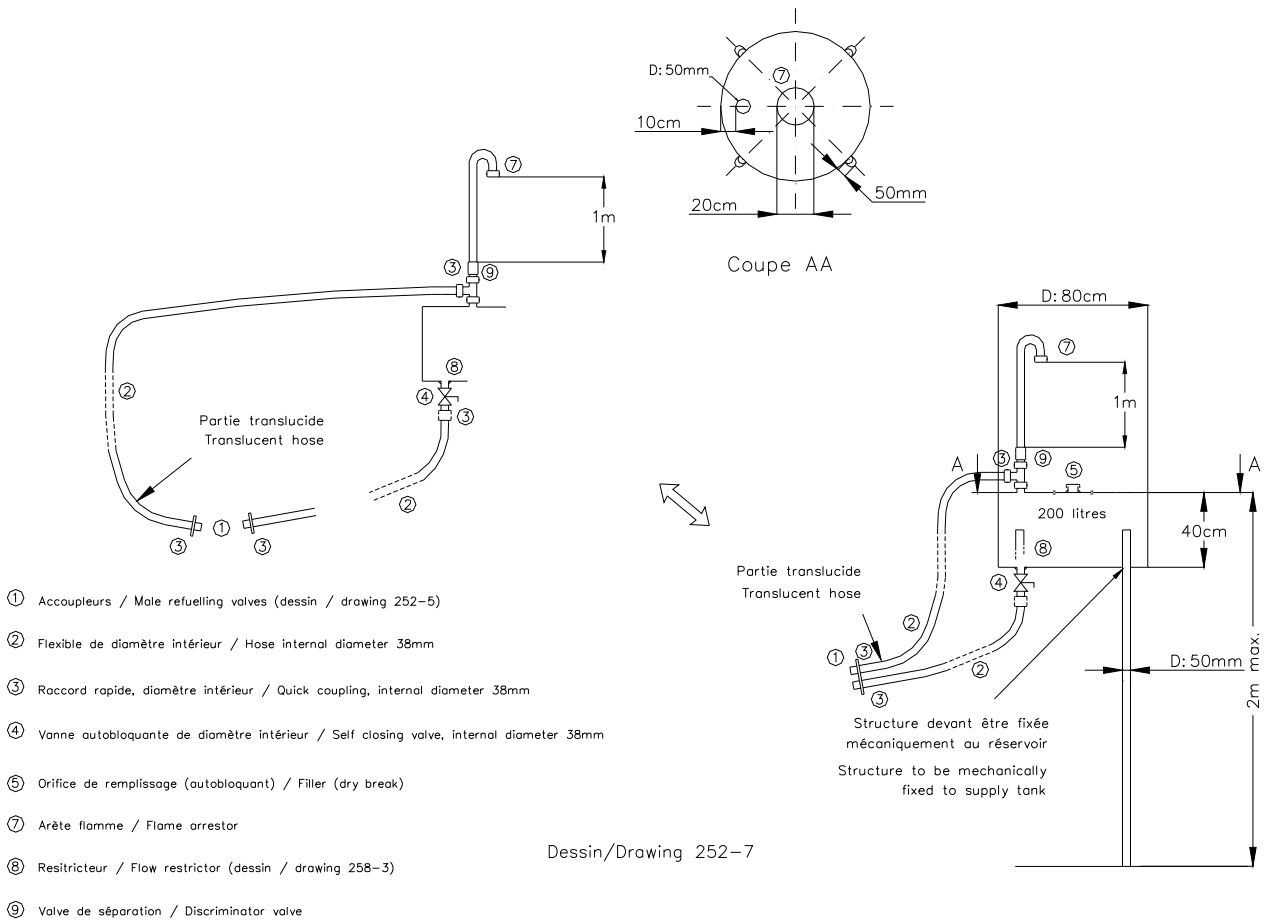 D:50mm
7
10cm
50mm
20cm
Coupe AA
7
1m
3
9
8
4
3
2
Partie translucide
Translucent hose
2
1
3
3
D:80cm
7
1m
A
3
9
5
A
200 litres
40cm
8
4
Partie translucide
Translucent hose
2
1
3
2
3
D:50mm
2m max.
Structure devant être fixée
mécaniquement au réservoir
Structure to be mechanically
fixed to supply tank
1 Accoupleurs / Male refuelling valves (dessin / drawing 252-5)
2 Flexible de diamètre intérieur / Hose internal diameter 38mm
3 Raccord rapide, diamètre intérieur / Quick coupling, internal diameter 38mm
4 Vanne autobloquante de diamètre intérieur / Self closing valve, internal diameter 38mm
5 Orifice de remplissage (autobloquant) / Filler (dry break)
7 Arète flamme / Flame arrestor
8 Resitricteur / Flow restrictor (dessin / drawing 258-3)
9 Valve de séparation / Discriminator valve
Dessin/Drawing 252-7